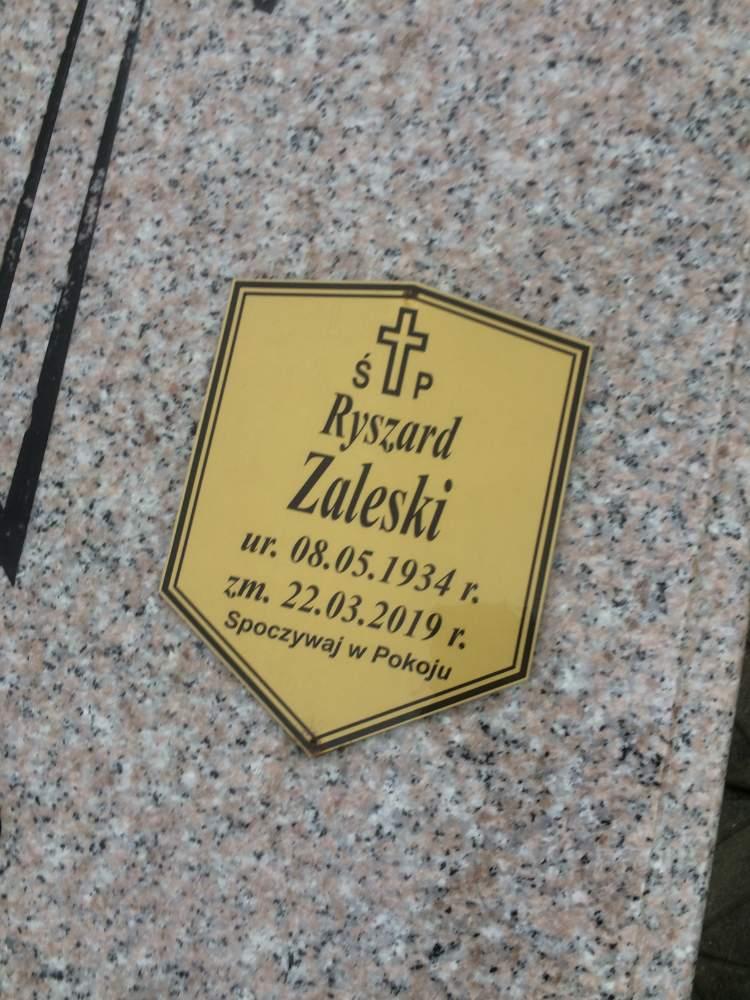 Ś P
Ryszard
Zaleski
ur. 08.05.1934 r.
zm. 22.03.2019 r.
Spoczywaj w Pokoju